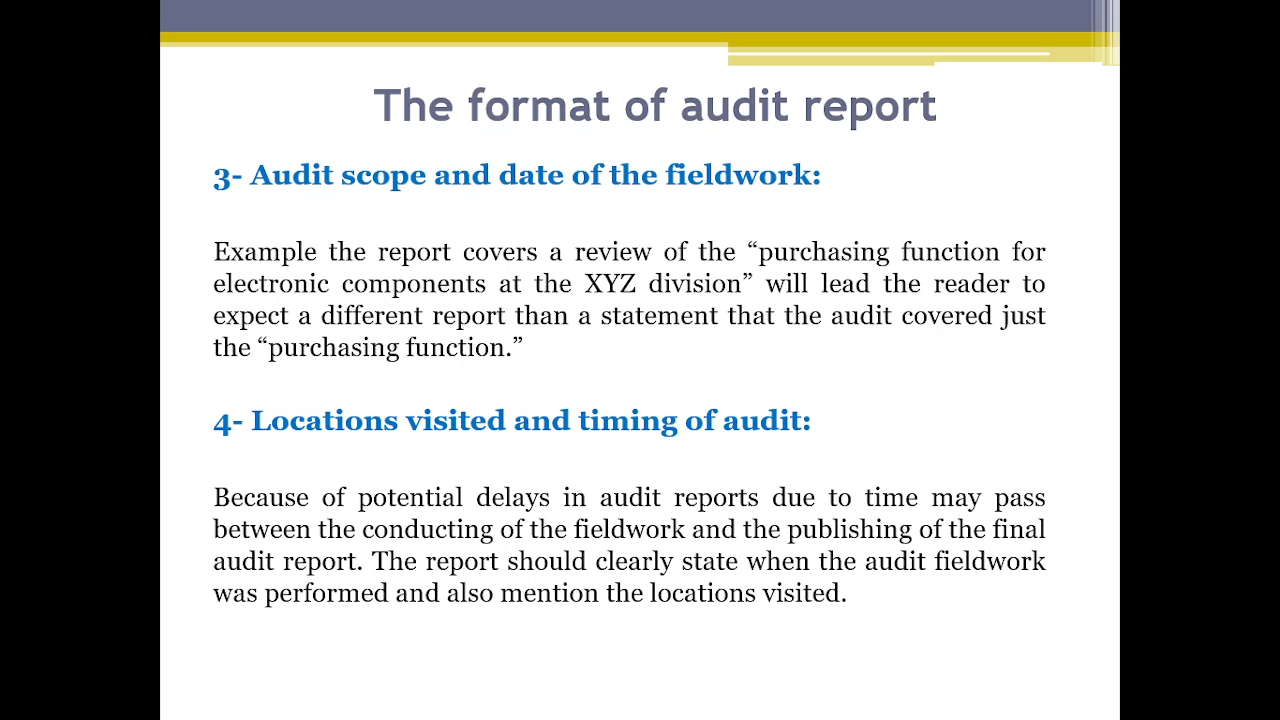 The format of audit report
3- Audit scope and date of the fieldwork:
Example the report covers a review of the “purchasing function for
electronic components at the XYZ division” will lead the reader to
expect a different report than a statement that the audit covered just
the “purchasing function.”
4- Locations visited and timing of audit:
Because of potential delays in audit reports due to time may pass
between the conducting of the fieldwork and the publishing of the final
audit report. The report should clearly state when the audit fieldwork
was performed and also mention the locations visited.